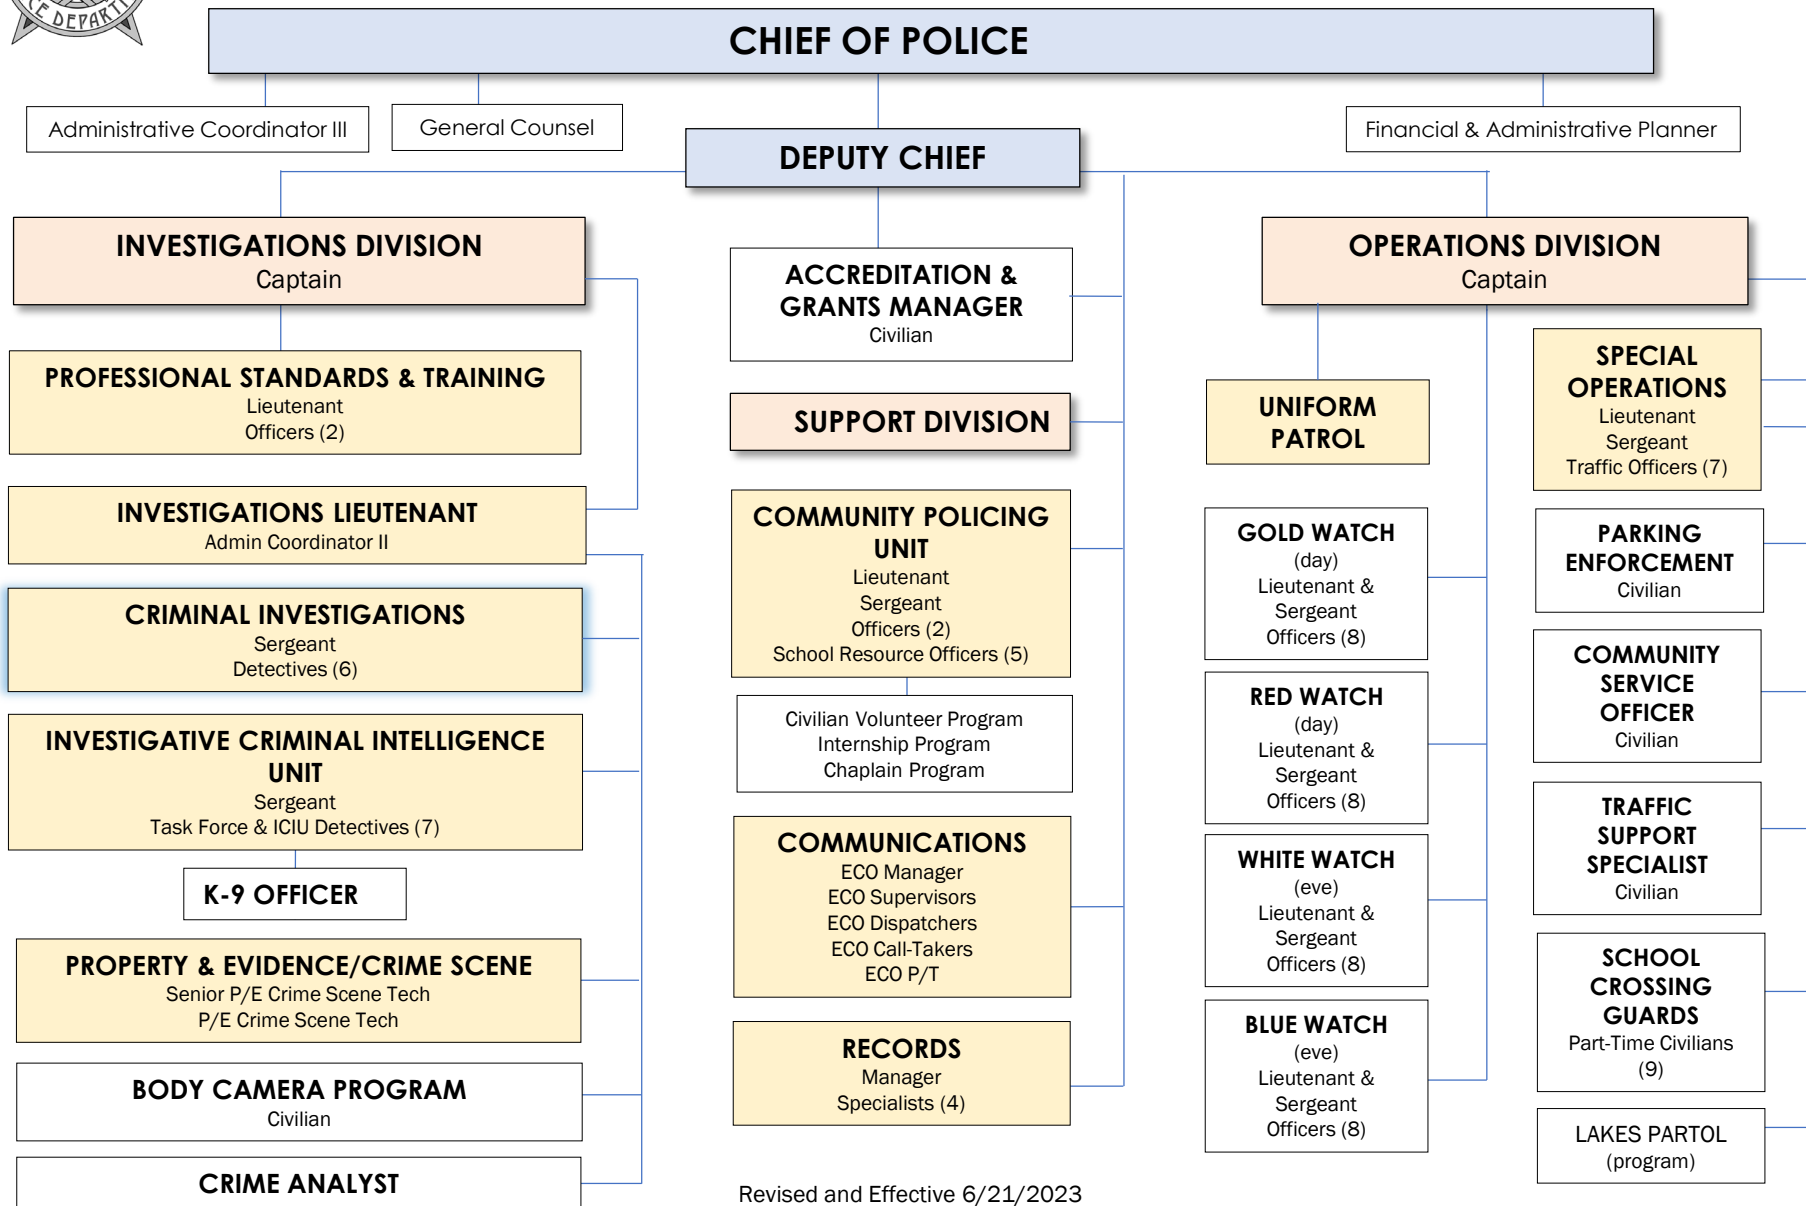 CHIEF OF POLICE
Administrative Coordinator III
General Counsel
Financial & Administrative Planner
DEPUTY CHIEF
INVESTIGATIONS DIVISION
Captain
PROFESSIONAL STANDARDS & TRAINING
Lieutenant
Officers (2)
INVESTIGATIONS LIEUTENANT
Admin Coordinator II
CRIMINAL INVESTIGATIONS
Sergeant
Detectives (6)
INVESTIGATIVE CRIMINAL INTELLIGENCE
UNIT
Sergeant
Task Force & ICIU Detectives (7)
K-9 OFFICER
PROPERTY & EVIDENCE/CRIME SCENE
Senior P/E Crime Scene Tech
P/E Crime Scene Tech
BODY CAMERA PROGRAM
Civilian
CRIME ANALYST
ACCREDITATION &
GRANTS MANAGER
Civilian
SUPPORT DIVISION
COMMUNITY POLICING
UNIT
Lieutenant
Sergeant
Officers (2)
School Resource Officers (5)
Civilian Volunteer Program
Internship Program
Chaplain Program
COMMUNICATIONS
ECO Manager
ECO Supervisors
ECO Dispatchers
ECO Call-Takers
ECO P/T
RECORDS
Manager
Specialists (4)
Revised and Effective 6/21/2023
OPERATIONS DIVISION
Captain
UNIFORM
PATROL
GOLD WATCH
(day)
Lieutenant &
Sergeant
Officers (8)
RED WATCH
(day)
Lieutenant &
Sergeant
Officers (8)
WHITE WATCH
(eve)
Lieutenant &
Sergeant
Officers (8)
BLUE WATCH
(eve)
Lieutenant &
Sergeant
Officers (8)
SPECIAL
OPERATIONS
Lieutenant
Sergeant
Traffic Officers (7)
PARKING
ENFORCEMENT
Civilian
COMMUNITY
SERVICE
OFFICER
Civilian
TRAFFIC
SUPPORT
SPECIALIST
Civilian
SCHOOL
CROSSING
GUARDS
Part-Time Civilians
(9)
LAKES PARTOL
(program)